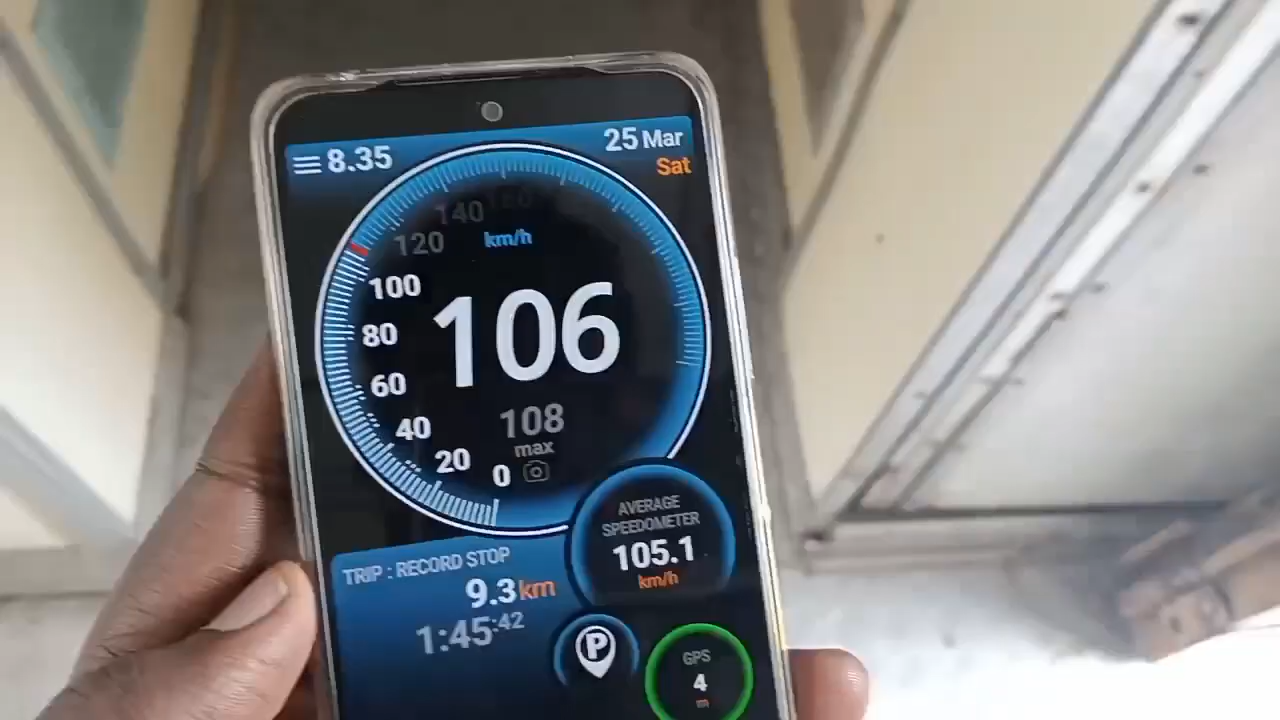 8.35
25 Mar
Sat
140
120
km/h
100
80
60
40
20
0
106
108
max
AVERAGE
SPEEDOMETER
105.1
km/h
TRIP : RECORD STOP
9.3km
1:45:42
P
GPS
4
m